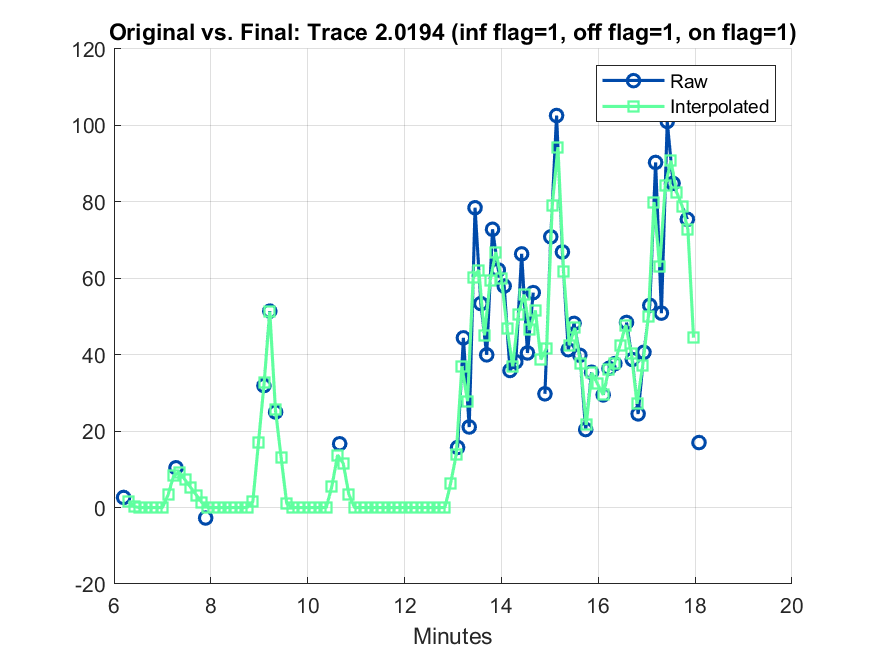 Original vs. Final: Trace 2.0194 (inf flag=1, off flag=1, on flag=1)
120
100
80
60
40
20
0
-20
Raw
Interpolated
6 8 10 12 14 16 18 20
Minutes